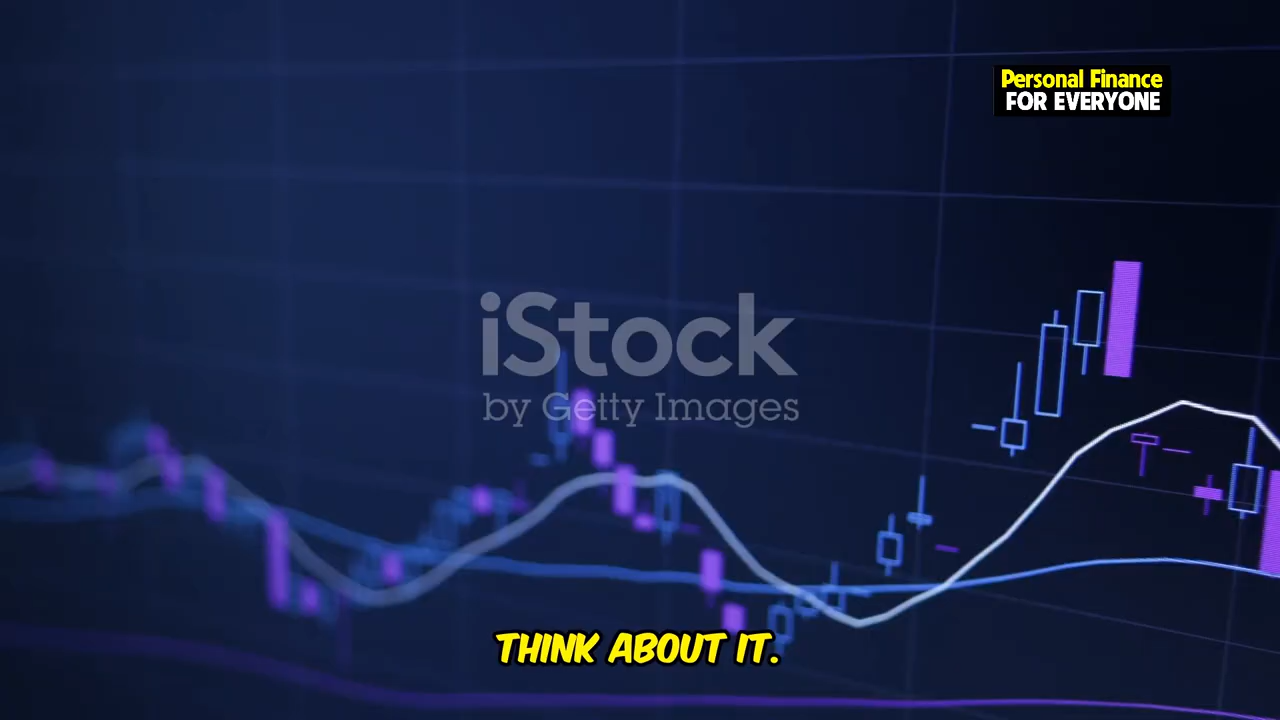 Personal Finance
FOR EVERYONE
iStock
by Getty Images
THINK ABOUT IT.